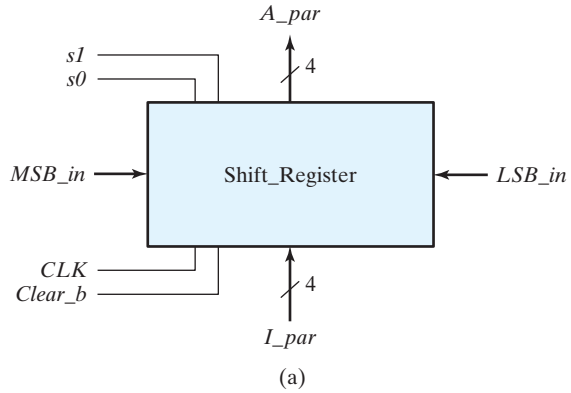 A_par
4
s1
s0
MSB_in
Shift_Register
LSB_in
CLK
Clear_b
4
I_par
(a)